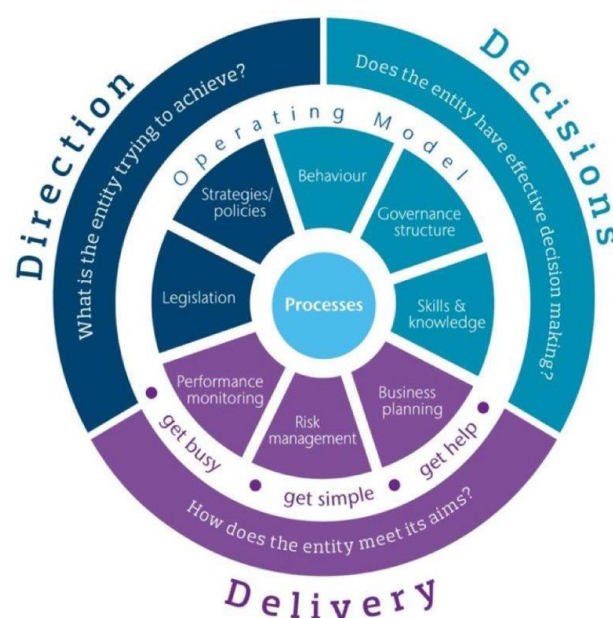 Direction
What is the entity trying to achieve?
Decisions
Does the entity have effective decision making?
Operating Model
Strategies/
policies
Behaviour
Governance
structure
Legislation
Processes
Skills &
knowledge
Performance
monitoring
Risk
management
Business
planning
get busy
get simple
get help
How does the entity meet its aims?
Delivery